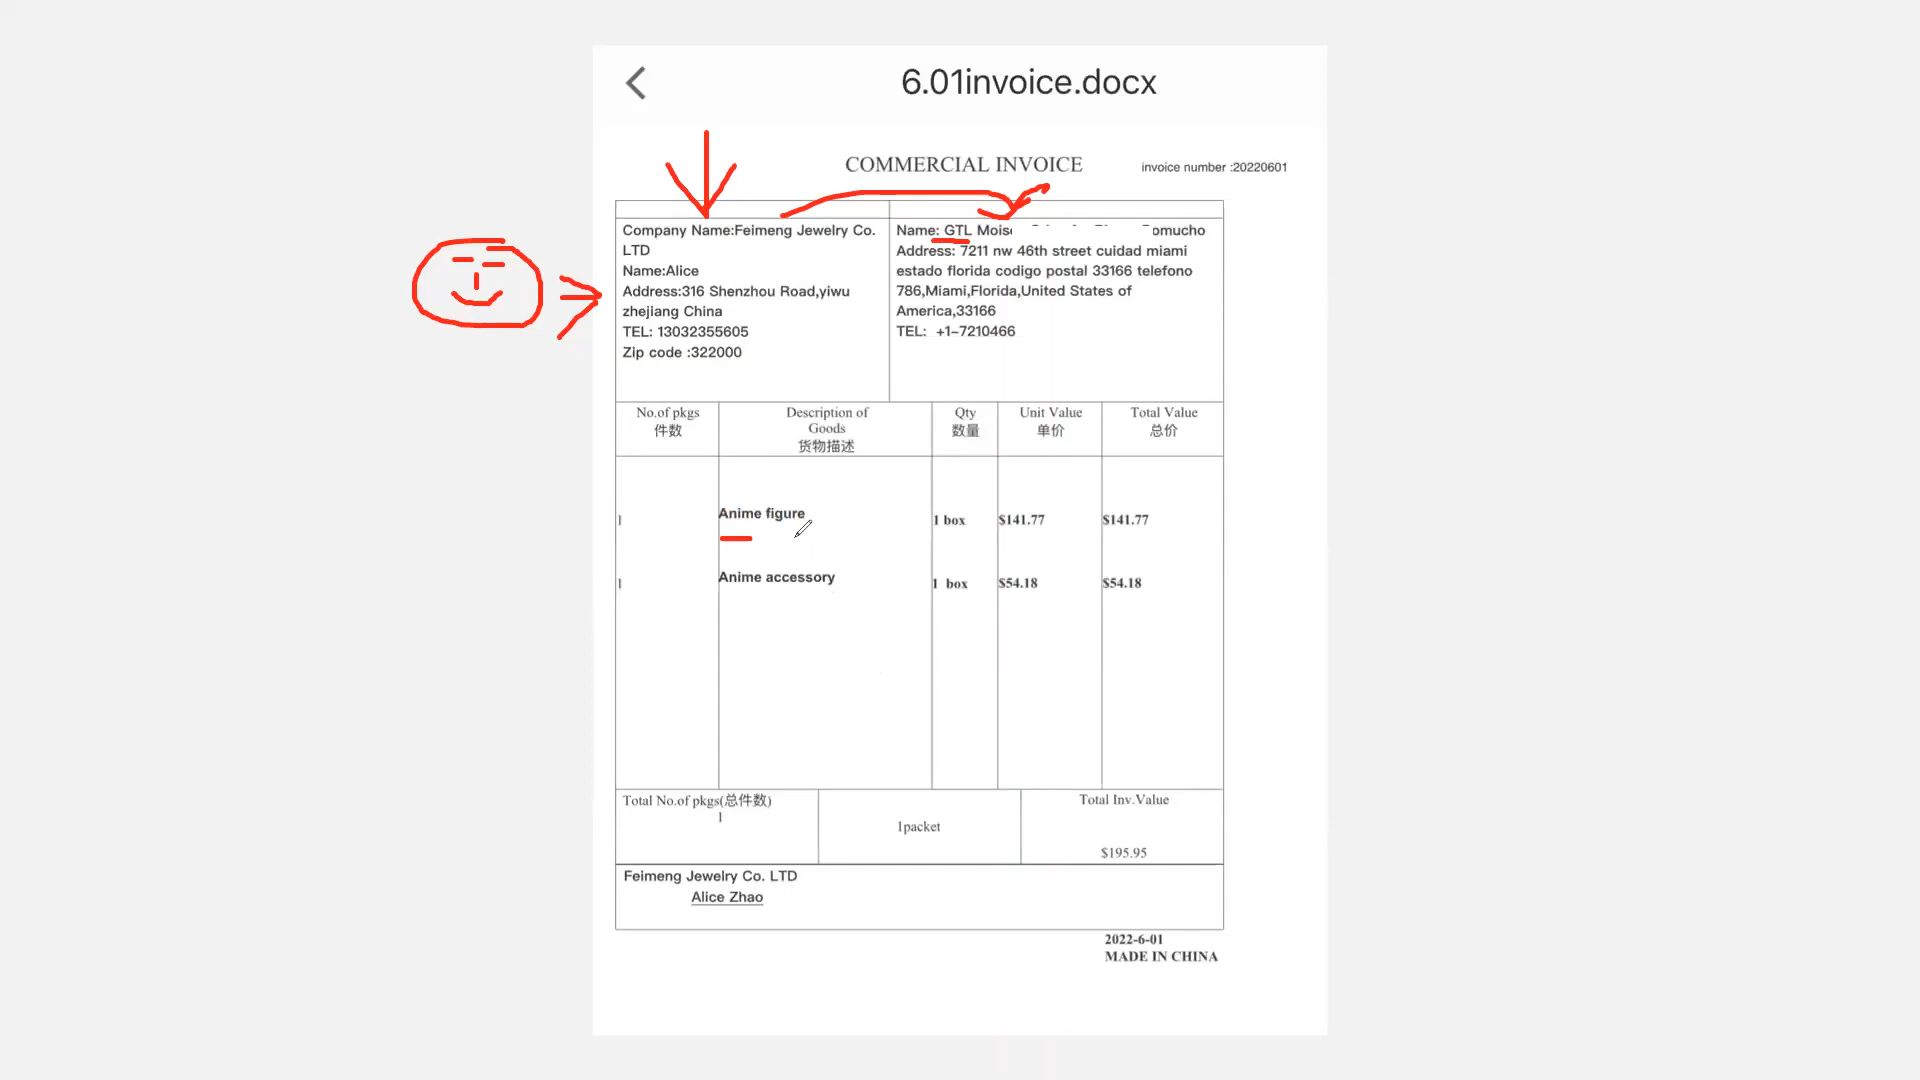 6.01invoice.docx
COMMERCIAL INVOICE
invoice number :20220601
Company Name:Feimeng Jewelry Co.
LTD
Name:Alice
Address:316 Shenzhou Road,yiwu
zhejiang China
TEL: 13032355605
Zip code :322000
Name: GTL
Address: 7211 nw 46th street cuidad miami
estado florida codigo postal 33166 telefono
786,Miami,Florida,United States of
America,33166
TEL: +1-7210466
No.of pkgs
件数
Description of
Goods
货物描述
Qty
数量
Unit Value
单价
Total Value
总价
1 Anime figure 1 box $141.77 $141.77
1 Anime accessory 1 box $54.18 $54.18
Total No.of pkgs(总件数)
1
1packet
Total Inv.Value
$195.95
Feimeng Jewelry Co. LTD
Alice Zhao
2022-6-01
MADE IN CHINA